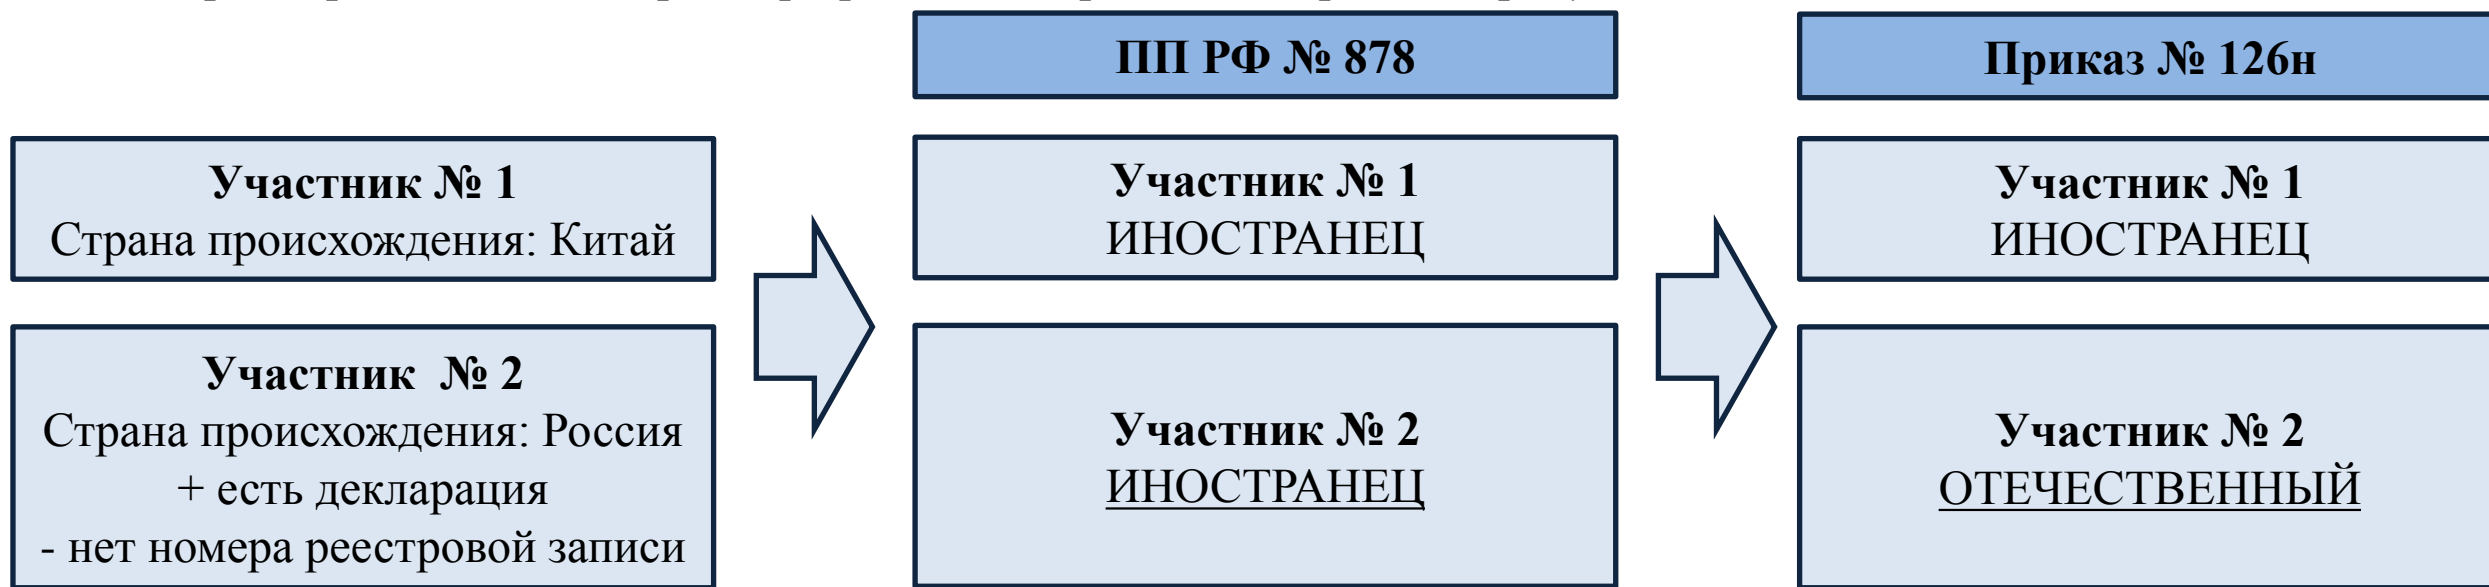 ПП РФ № 878
Приказ № 126н
Участник № 1
Страна происхождения: Китай
Участник № 1
ИНОСТРАНЕЦ
Участник № 1
ИНОСТРАНЕЦ
Участник № 2
Страна происхождения: Россия
+ есть декларация
- нет номера реестровой записи
Участник № 2
ИНОСТРАНЕЦ
Участник № 2
ОТЕЧЕСТВЕННЫЙ